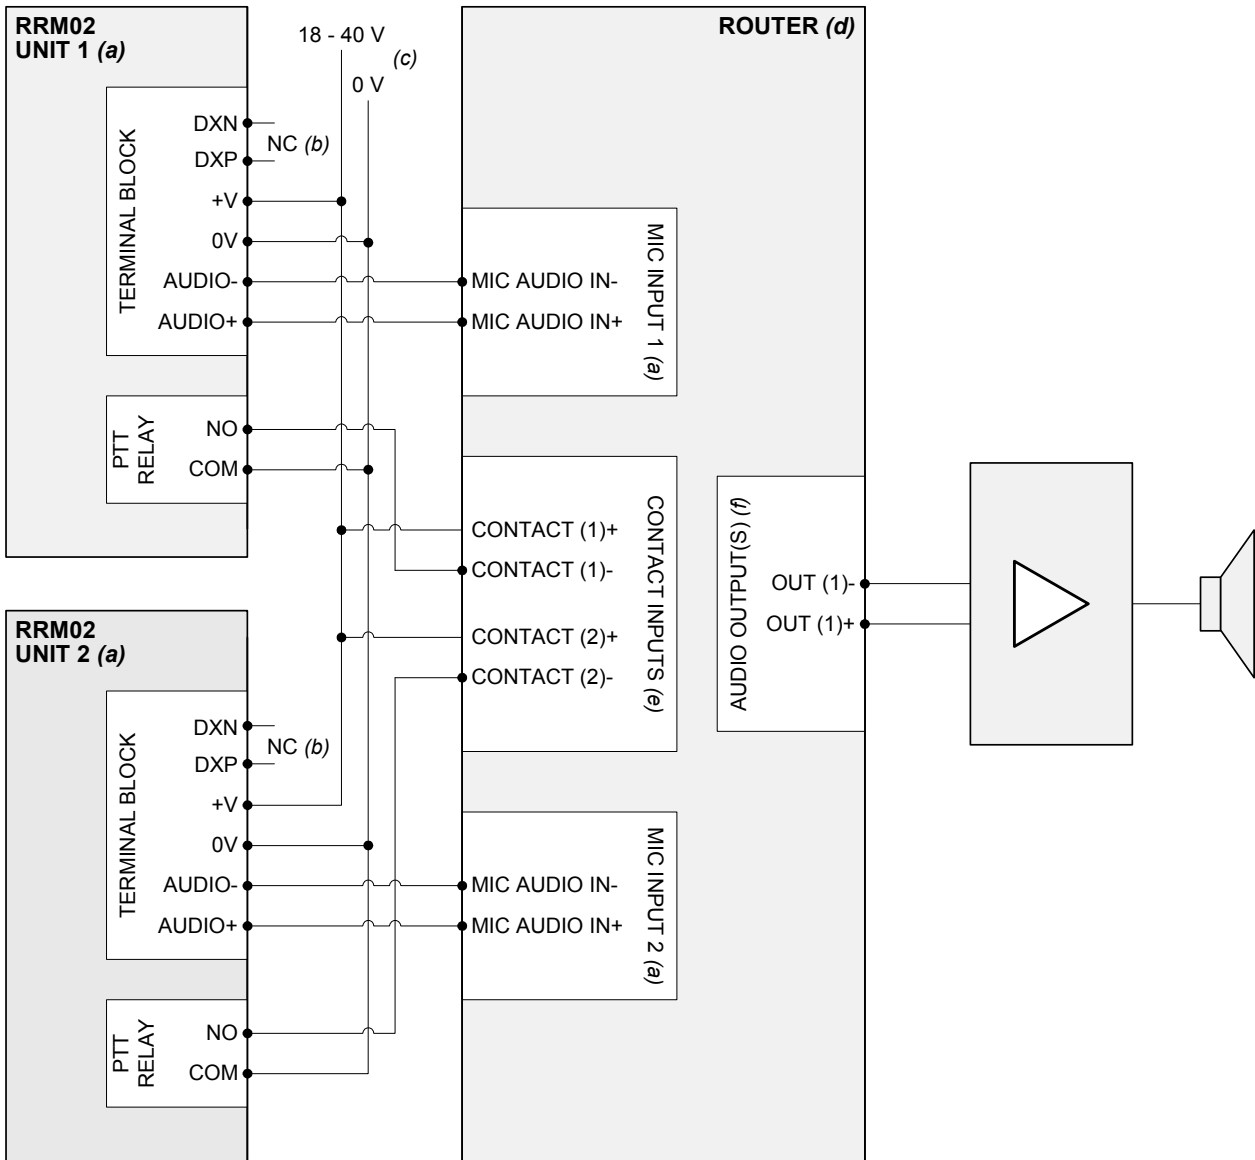 RRM02
UNIT 1 (a)
TERMINAL BLOCK
DXN
DXP
NC (b)
+V
0V
AUDIO-
AUDIO+
PTT
RELAY
NO
COM
18 - 40 V
(c)
0 V
RRM02
UNIT 2 (a)
TERMINAL BLOCK
DXN
DXP
NC (b)
+V
0V
AUDIO-
AUDIO+
PTT
RELAY
NO
COM
ROUTER (d)
MIC AUDIO IN-
MIC AUDIO IN+
MIC INPUT 1 (a)
CONTACT (1)+
CONTACT (1)-
CONTACT (2)+
CONTACT (2)-
CONTACT INPUTS (e)
MIC AUDIO IN-
MIC AUDIO IN+
MIC INPUT 2 (a)
AUDIO OUTPUT(S) (f)
OUT (1)-
OUT (1)+